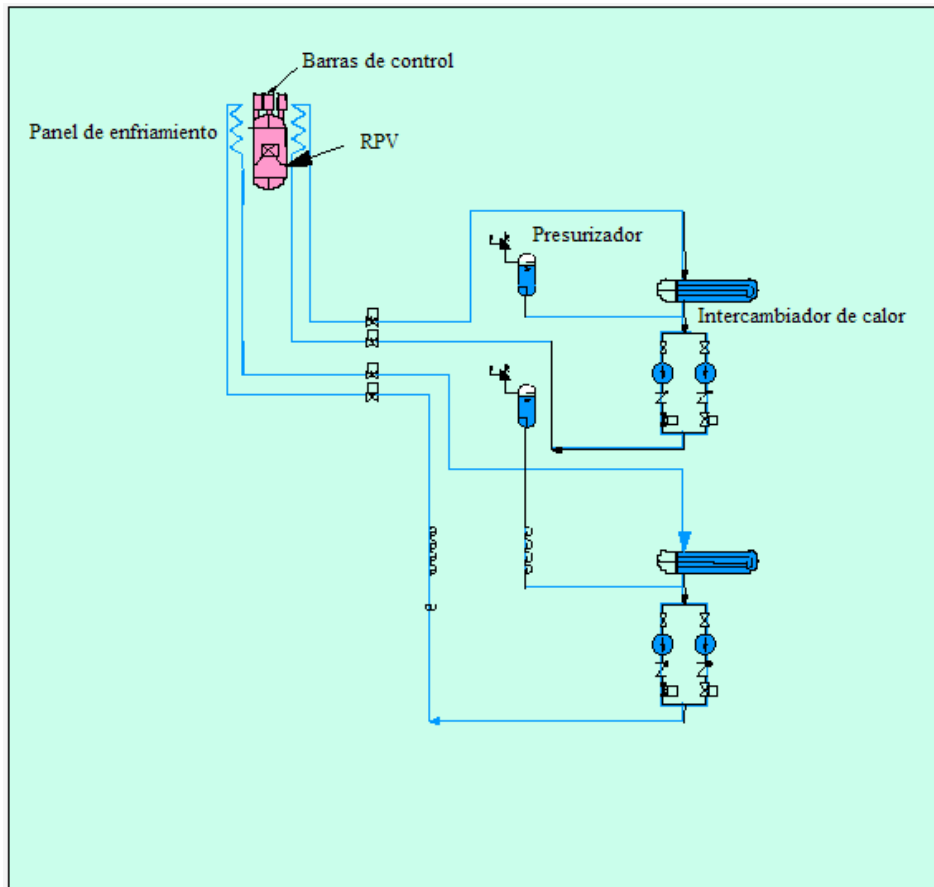 Barras de control
Panel de enfriamiento
RPV
Presurizador
Intercambiador de calor